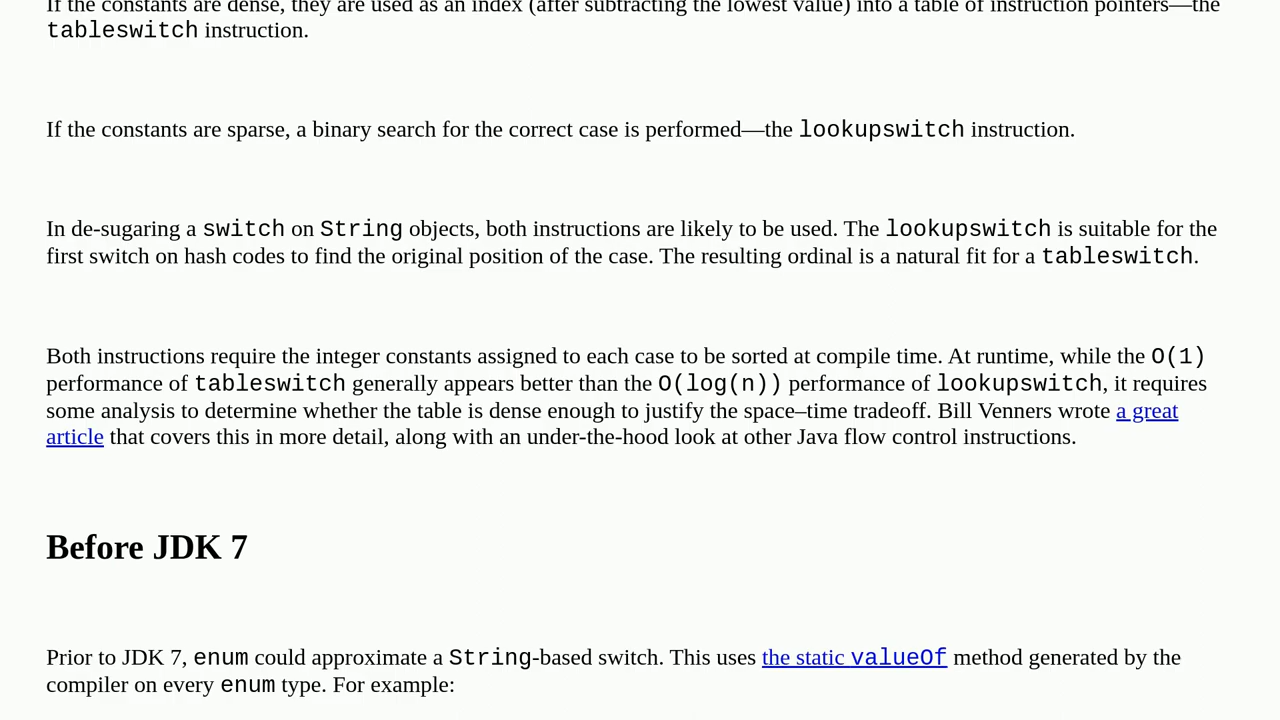 If the constants are dense, they are used as an index (after subtracting the lowest value) into a table of instruction pointers—the
tableswitch instruction.
If the constants are sparse, a binary search for the correct case is performed—the lookupswitch instruction.
In de-sugaring a switch on String objects, both instructions are likely to be used. The lookupswitch is suitable for the
first switch on hash codes to find the original position of the case. The resulting ordinal is a natural fit for a tableswitch.
Both instructions require the integer constants assigned to each case to be sorted at compile time. At runtime, while the O(1)
performance of tableswitch generally appears better than the O(log(n)) performance of lookupswitch, it requires
some analysis to determine whether the table is dense enough to justify the space–time tradeoff. Bill Venners wrote a great
article that covers this in more detail, along with an under-the-hood look at other Java flow control instructions.
Before JDK 7
Prior to JDK 7, enum could approximate a String-based switch. This uses the static valueOf method generated by the
compiler on every enum type. For example: